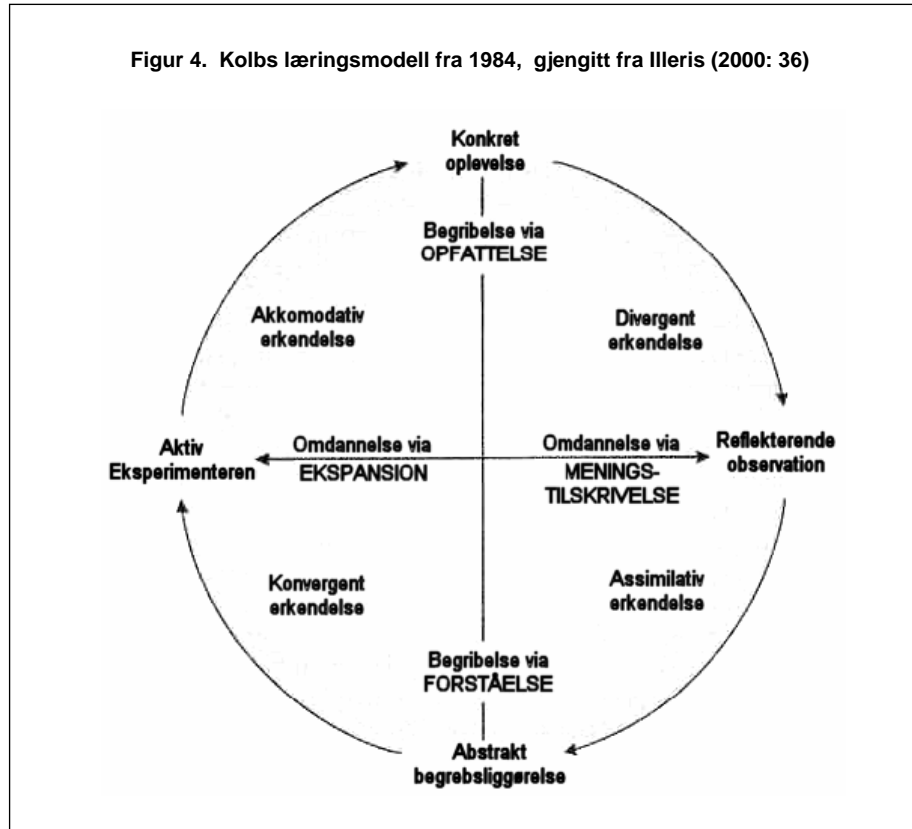 Figur 4. Kolbs læringsmodell fra 1984, gjengitt fra Illeris (2000: 36)
Konkret
oplevelse
Begribelse via
OPFATTELSE
Akkomodativ
erkendelse
Divergent
erkendelse
Aktiv
Eksperimenteren
Omdannelse via
EKSPANSION
Omdannelse via
MENINGS-
TILSKRIVELSE
Reflekterende
observation
Konvergent
erkendelse
Assimilativ
erkendelse
Begribelse via
FORSTÅELSE
Abstrakt
begrebsliggørelse